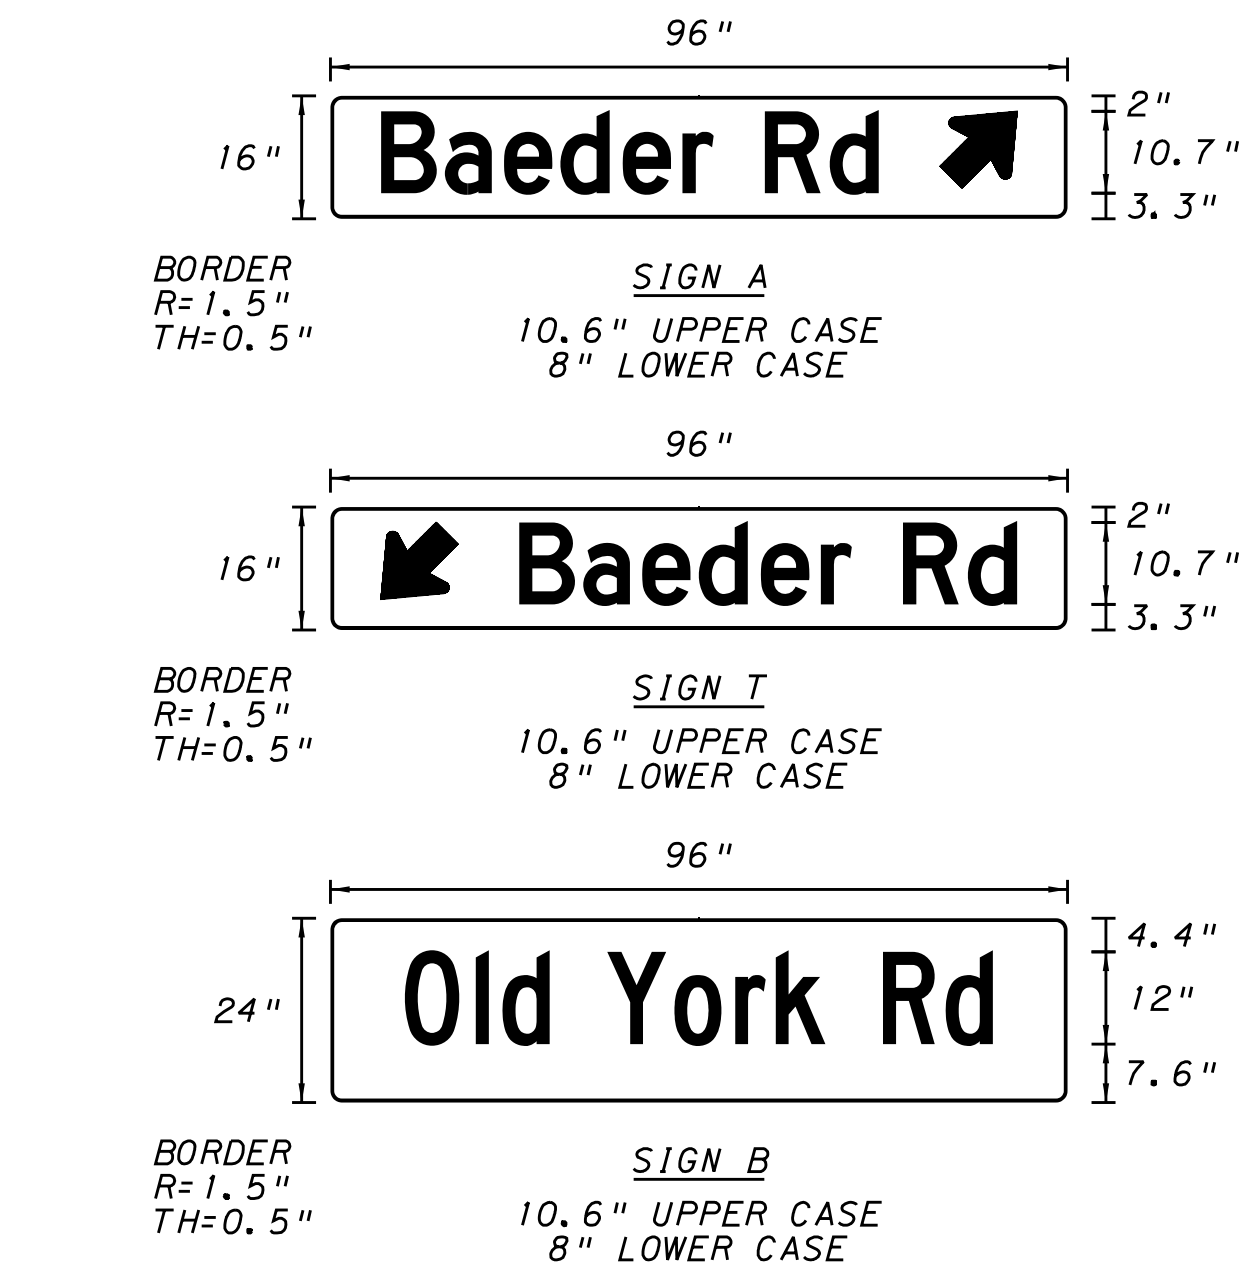 96"
Baeder Rd
16"
2"
10.7"
3.3"
BORDER
R=1.5"
TH=0.5"
SIGN A
10.6" UPPER CASE
8" LOWER CASE
96"
Baeder Rd
16"
2"
10.7"
3.3"
BORDER
R=1.5"
TH=0.5"
SIGN T
10.6" UPPER CASE
8" LOWER CASE
96"
Old York Rd
24"
4.4"
12"
7.6"
BORDER
R=1.5"
TH=0.5"
SIGN B
10.6" UPPER CASE
8" LOWER CASE